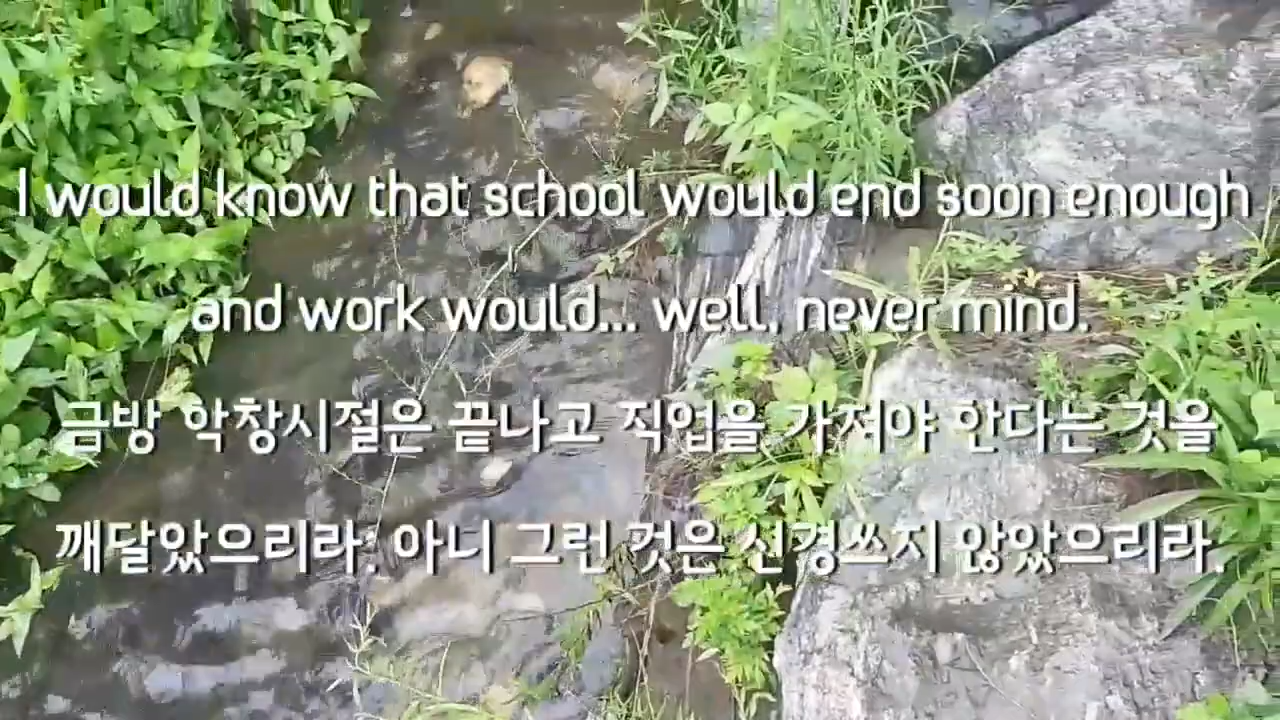 I would know that school would end soon enough
and work would... well, never mind.
금방 학창시절은 끝나고 직업을 가져야 한다는 것을
깨달았으리라. 아니 그런 것은 신경쓰지 않았으리라.